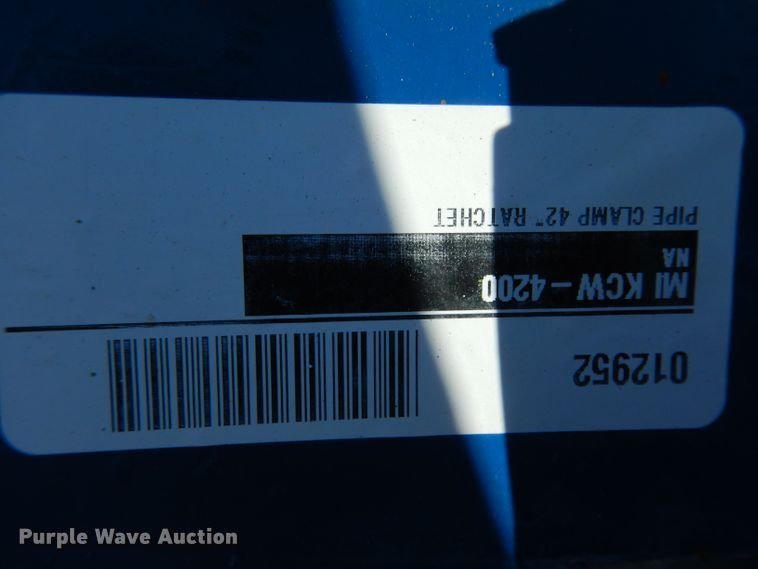 012952
MI KCW-4200
NA
PIPE CLAMP 42" RATCHET
Purple Wave Auction